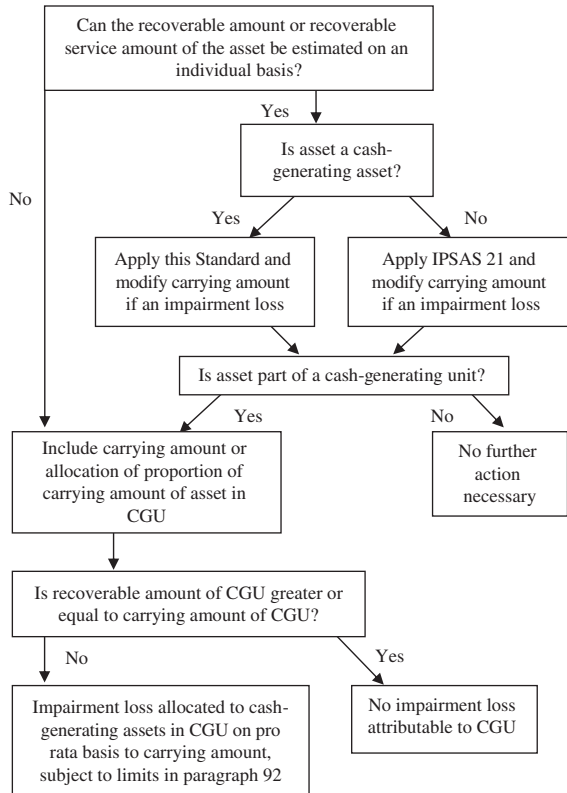 Can the recoverable amount or recoverable
service amount of the asset be estimated on an
individual basis?
Yes
Is asset a cash-
generating asset?
No
Yes
No
Apply this Standard and
modify carrying amount
if an impairment loss
Apply IPSAS 21 and
modify carrying amount
if an impairment loss
Is asset part of a cash-generating unit?
Yes
No
Include carrying amount or
allocation of proportion of
carrying amount of asset in
CGU
No further
action
necessary
Is recoverable amount of CGU greater or
equal to carrying amount of CGU?
No
Yes
Impairment loss allocated to cash-
generating assets in CGU on pro
rata basis to carrying amount,
subject to limits in paragraph 92
No impairment loss
attributable to CGU